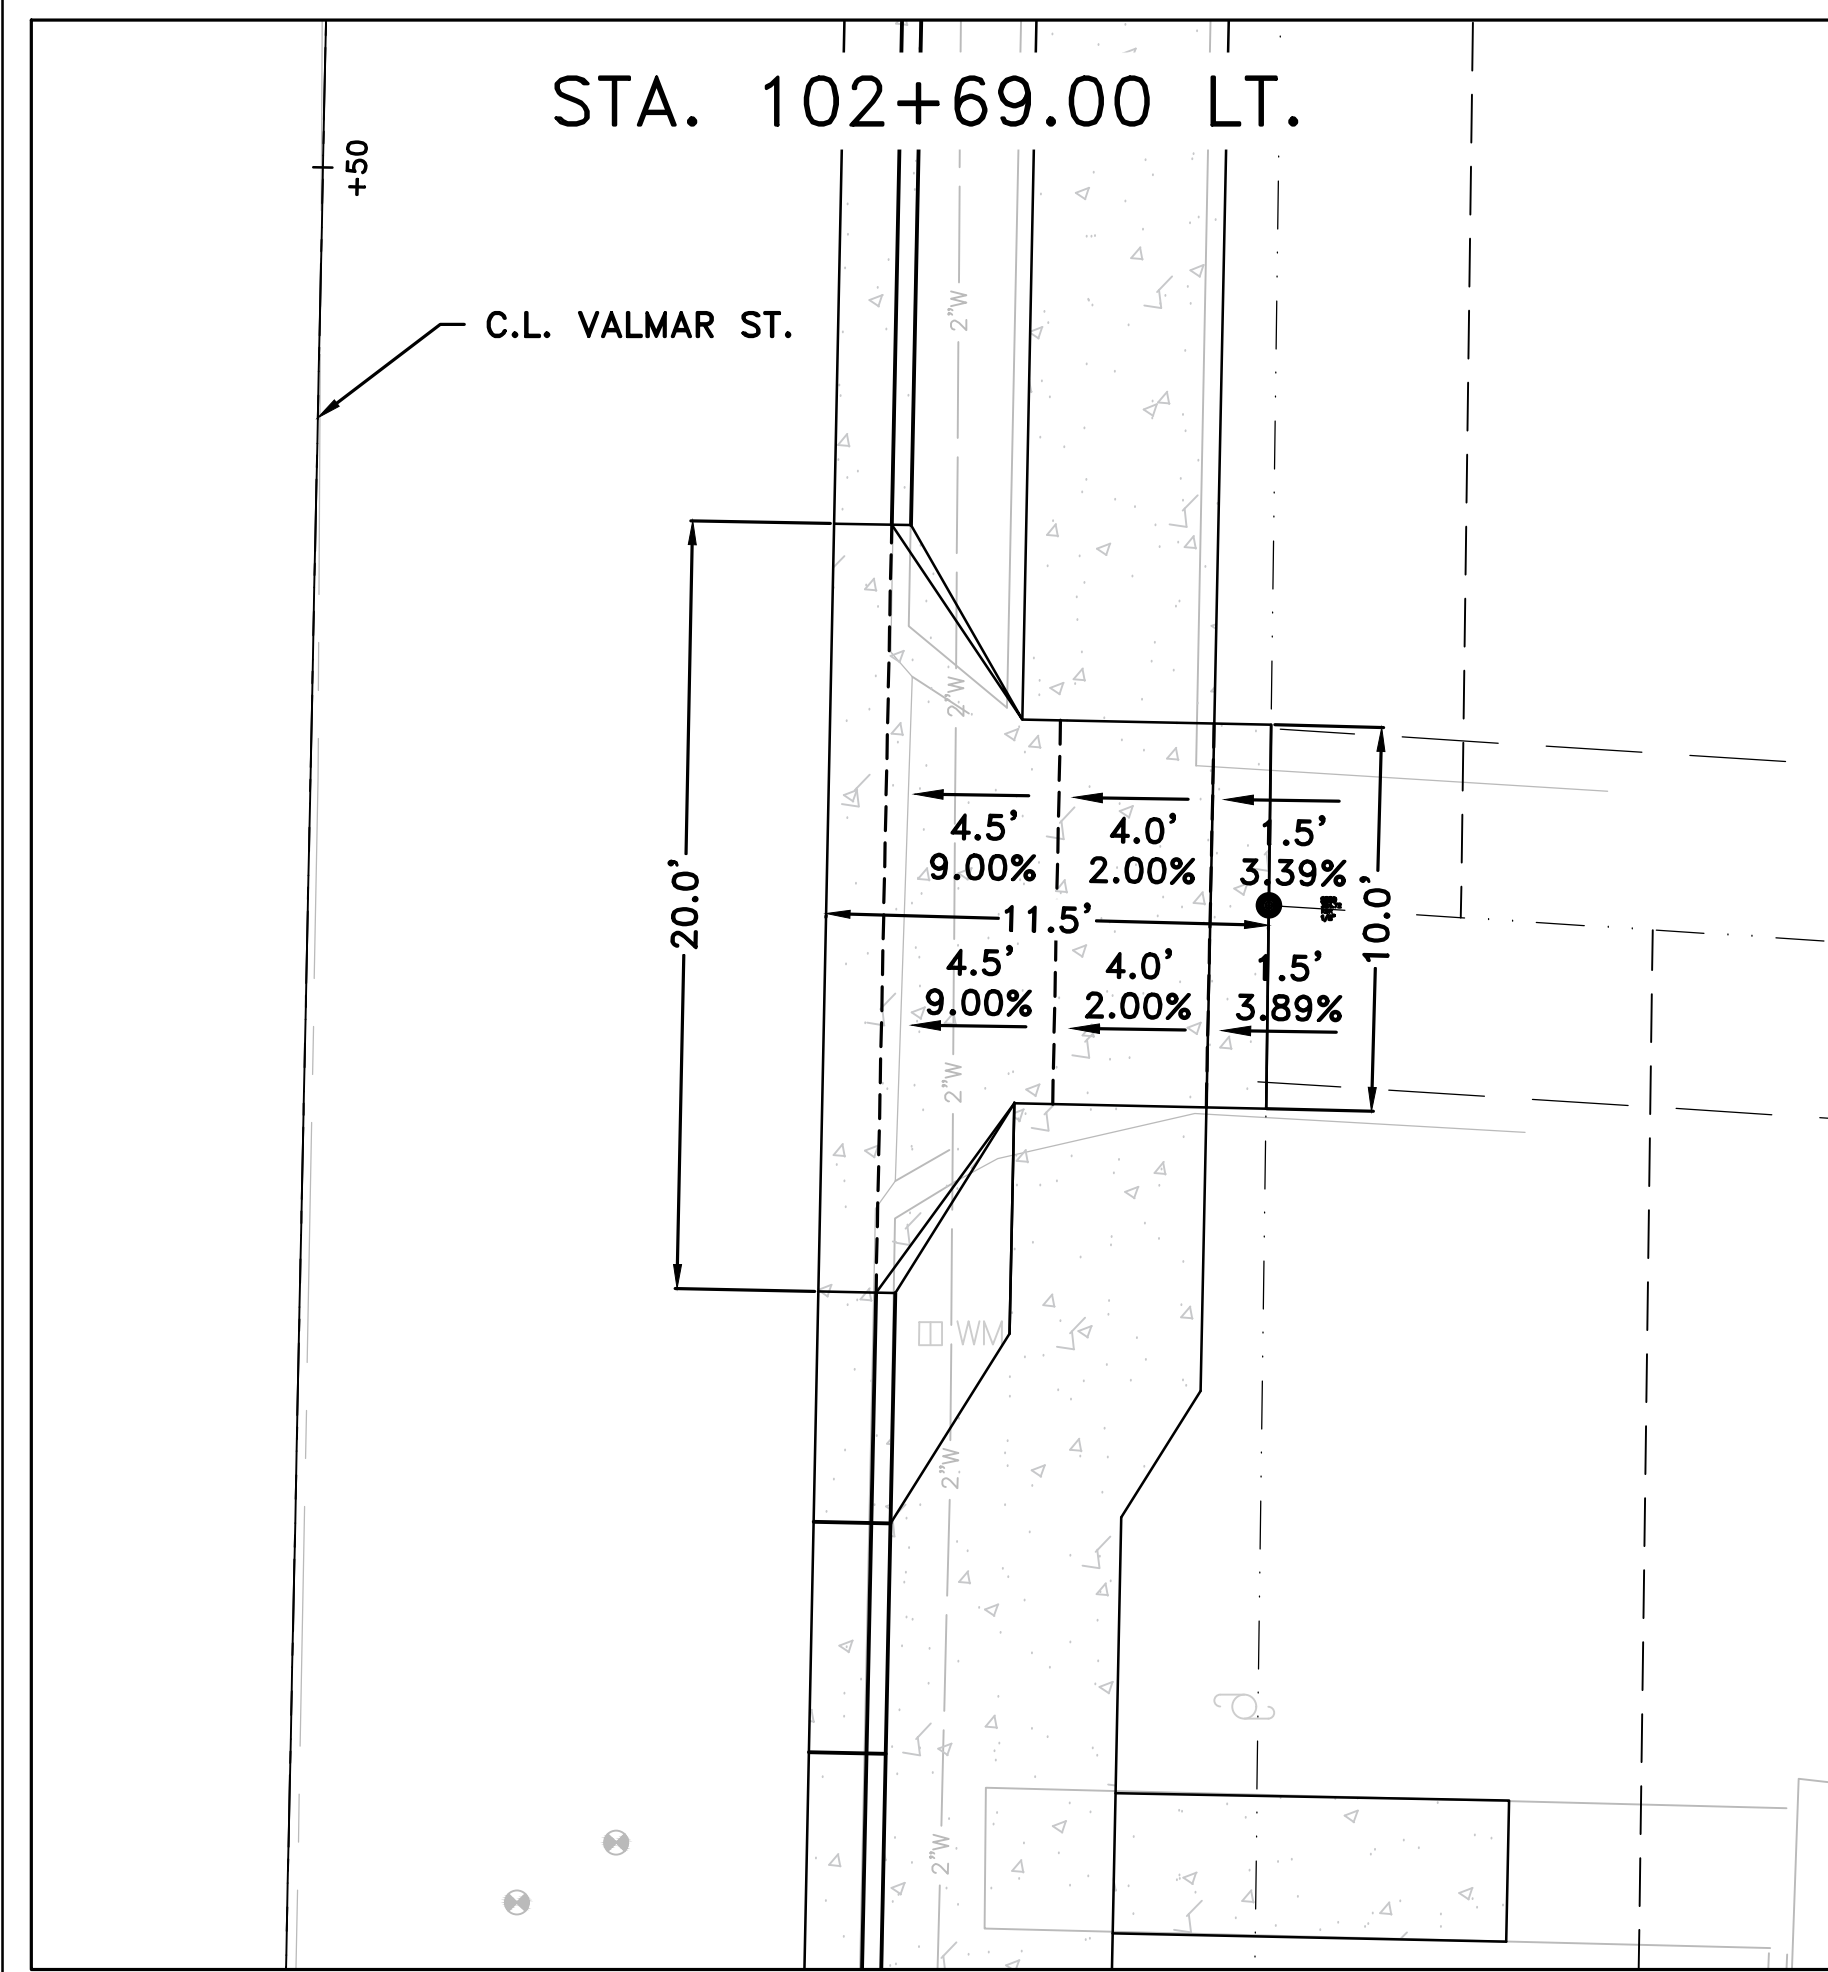 STA. 102+69.00 LT.
+50
C.L. VALMAR ST.
2"W
2"W
4.5' 4.0' 1.5'
9.00% 2.00% 3.39%
20.0'
11.5'
10.0'
4.5' 4.0' 1.5'
9.00% 2.00% 3.89%
2"W
WM
2"W
2"W